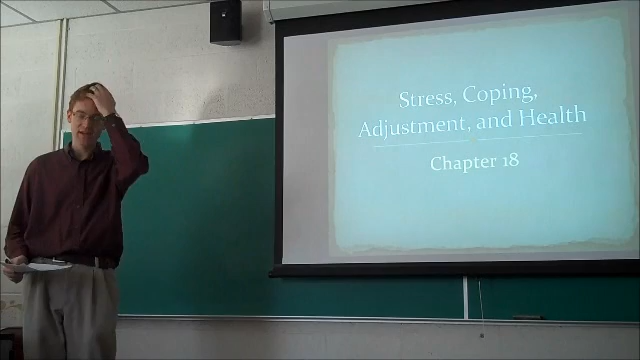 Stress, Coping,
Adjustment, and Health
Chapter 18